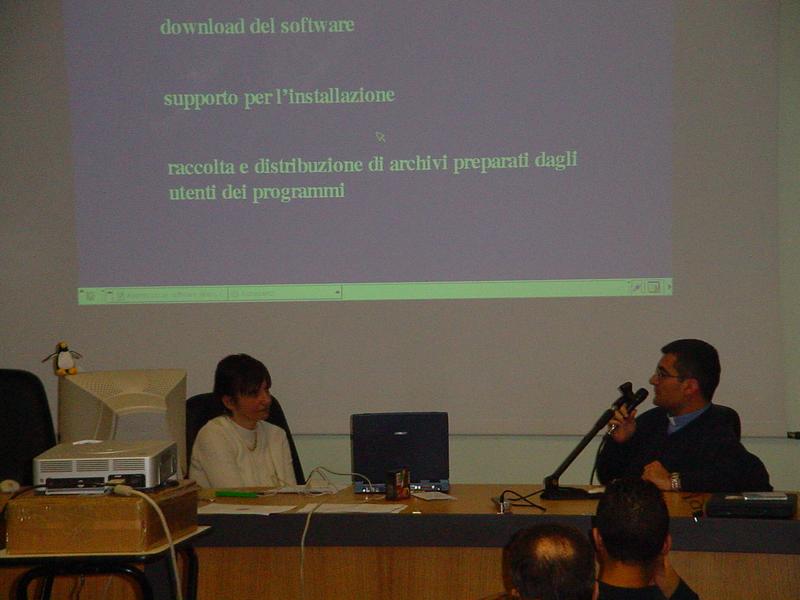 download del software
supporto per l'installazione
raccolta e distribuzione di archivi preparati dagli
utenti dei programmi